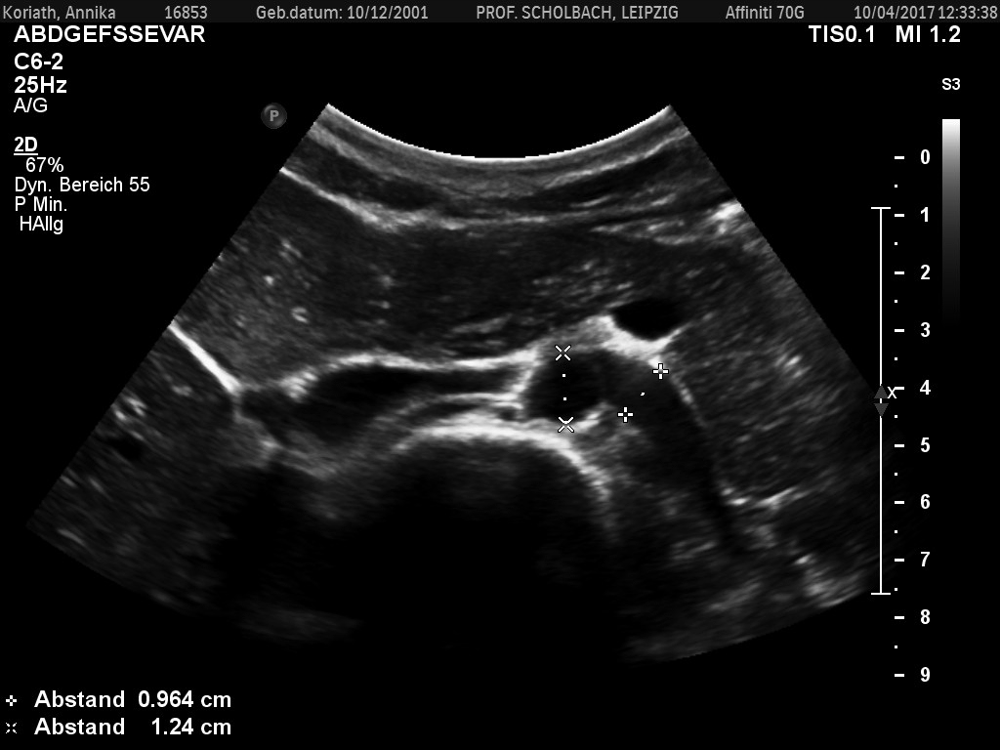 Koriath, Annika 16853 Geb.datum: 10/12/2001 PROF. SCHOLBACH, LEIPZIG Affiniti 70G 10/04/2017 12:33:38
ABDGEFSSEVAR TIS0.1 MI 1.2
C6-2
25Hz
A/G
S3
P
2D
67%
Dyn. Bereich 55
P Min.
HAllg
0
1
2
3
4
X
5
6
7
8
9
Abstand 0.964 cm
Abstand 1.24 cm